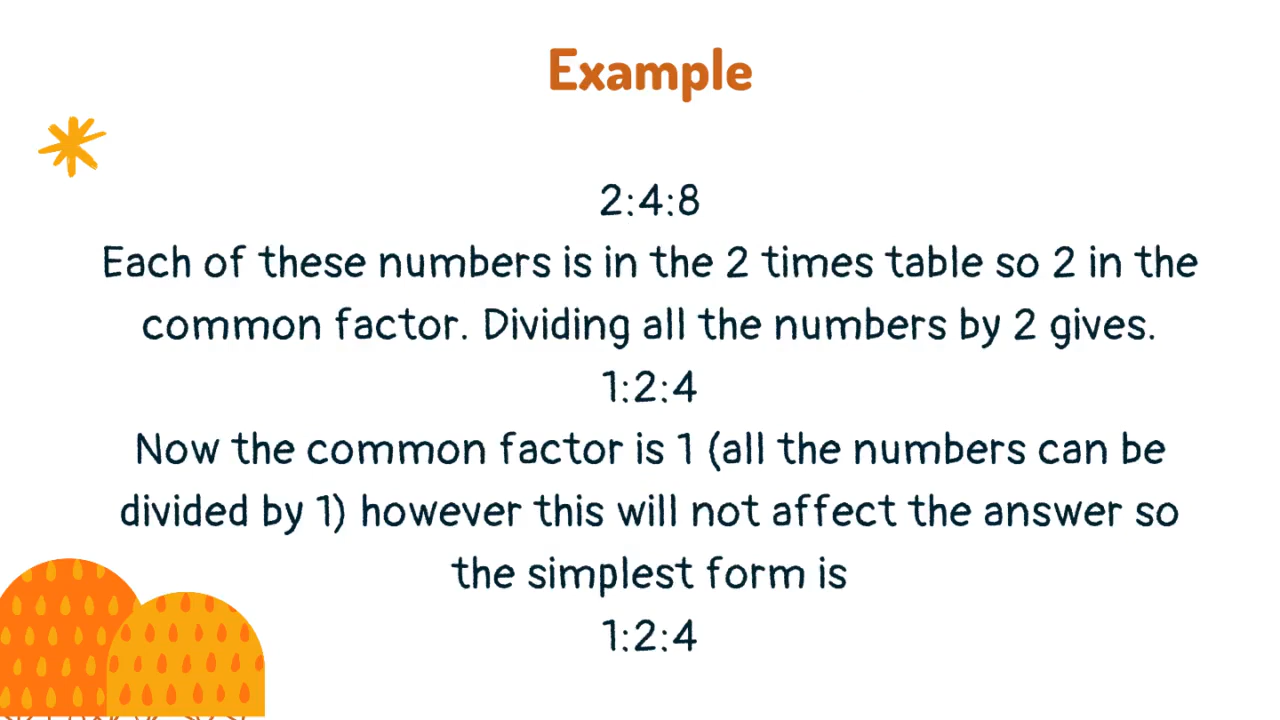 Example
2:4:8
Each of these numbers is in the 2 times table so 2 in the
common factor. Dividing all the numbers by 2 gives.
1:2:4
Now the common factor is 1 (all the numbers can be
divided by 1) however this will not affect the answer so
the simplest form is
1:2:4